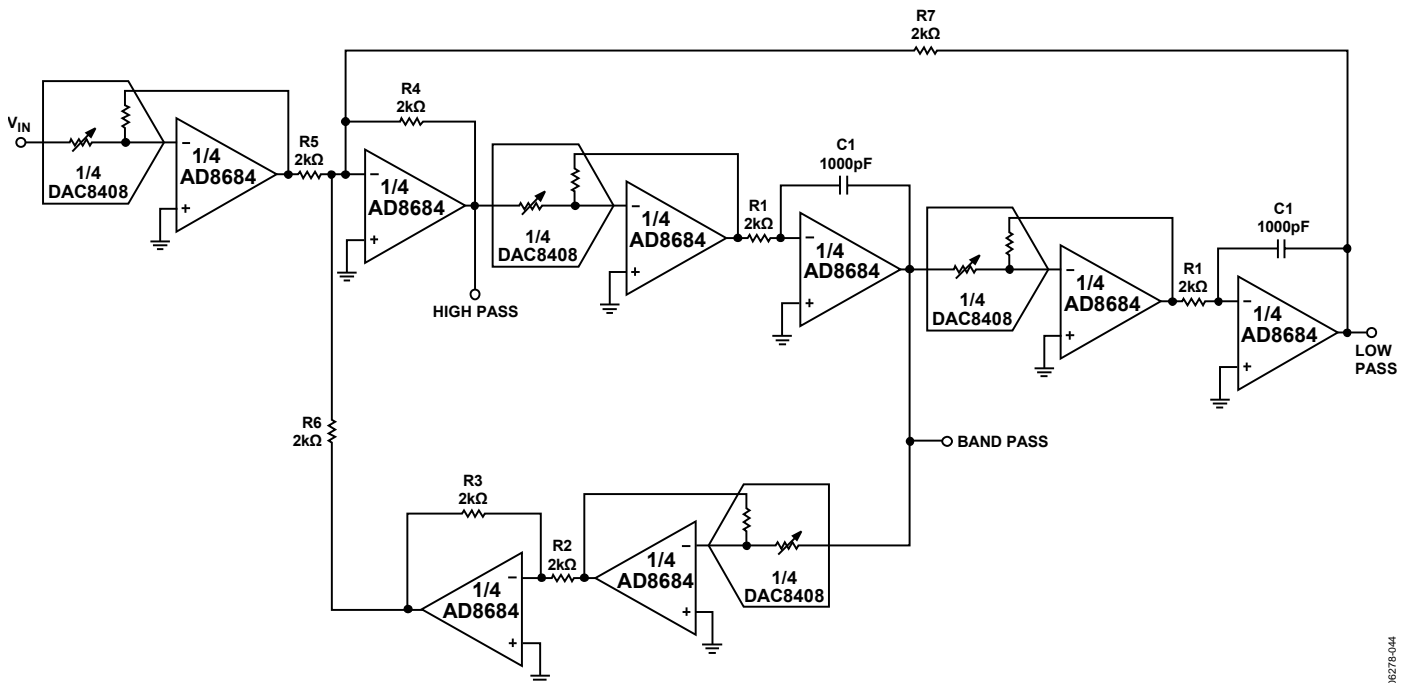 R7
2kΩ
R4
2kΩ
VIN
R5
2kΩ
1/4
DAC8408
1/4
AD8684
−
+
1/4
AD8684
−
+
HIGH PASS
1/4
DAC8408
1/4
AD8684
−
+
R1
2kΩ
C1
1000pF
1/4
AD8684
−
+
1/4
DAC8408
1/4
AD8684
−
+
R1
2kΩ
C1
1000pF
1/4
AD8684
−
+
LOW
PASS
R6
2kΩ
BAND PASS
R3
2kΩ
1/4
AD8684
−
+
R2
2kΩ
1/4
AD8684
−
+
1/4
DAC8408
06278-044